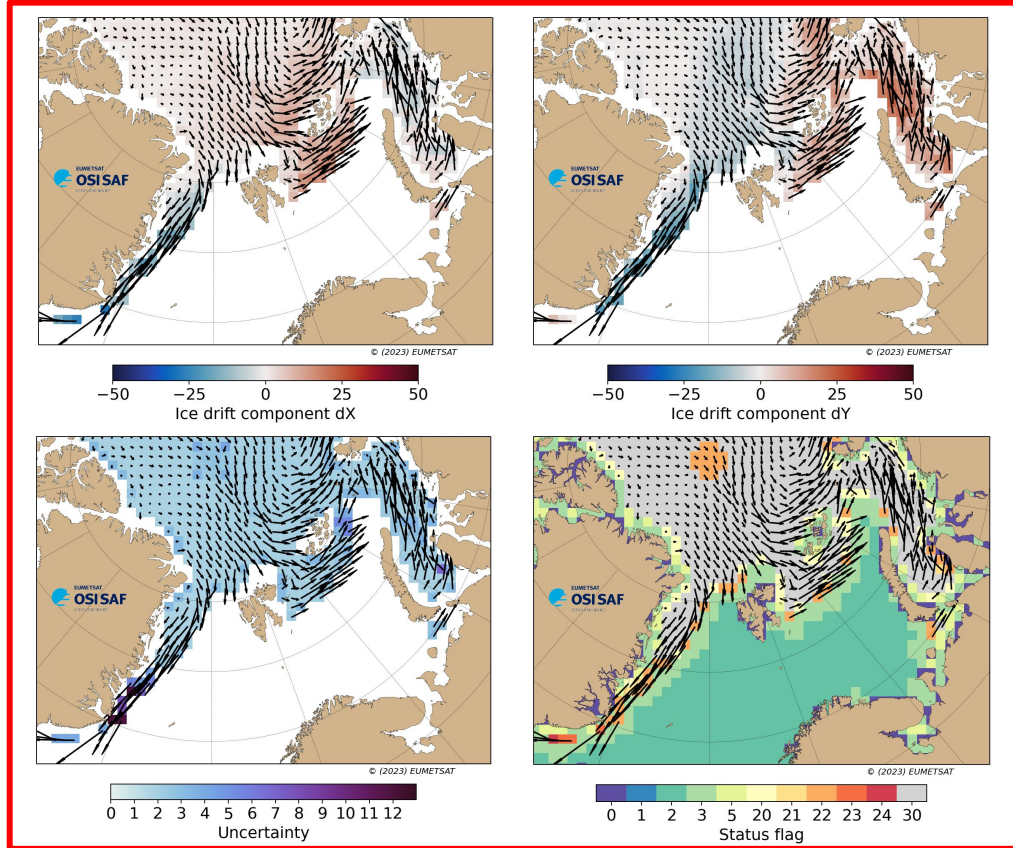 EUMETSAT
OSI SAF
EUMETSAT
OSI SAF
© (2023) EUMETSAT
© (2023) EUMETSAT
−50 −25 0 25 50
Ice drift component dX
−50 −25 0 25 50
Ice drift component dY
EUMETSAT
OSI SAF
EUMETSAT
OSI SAF
© (2023) EUMETSAT
© (2023) EUMETSAT
0 1 2 3 4 5 6 7 8 9 10 11 12
Uncertainty
0 1 2 3 5 20 21 22 23 24 30
Status flag